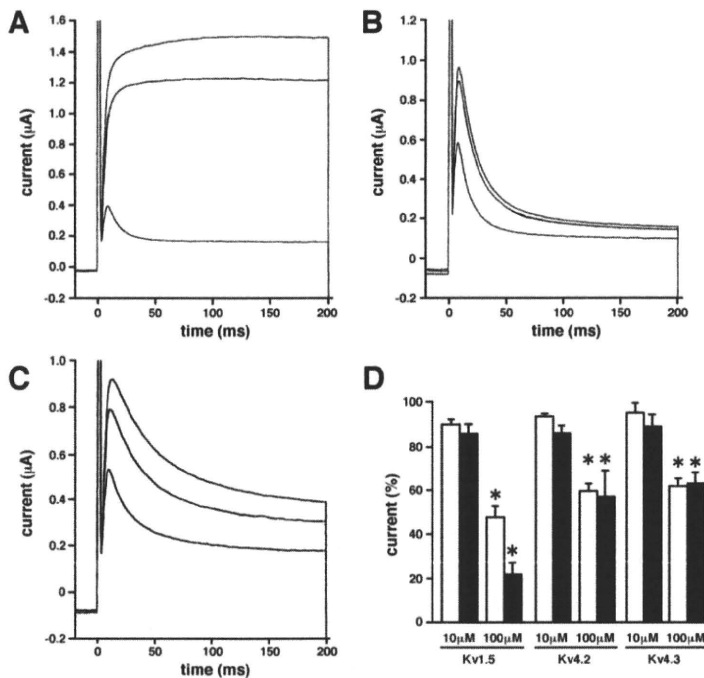 A
1.6
1.4
1.2
1.0
0.8
0.6
0.4
0.2
0.0
-0.2
current (µA)
0 50 100 150 200
time (ms)
B
1.2
1.0
0.8
0.6
0.4
0.2
0
-0.2
current (µA)
0 50 100 150 200
time (ms)
C
1.0
0.8
0.6
0.4
0.2
0
-0.2
current (µA)
0 50 100 150 200
time (ms)
D
100
80
60
40
20
0
current (%)
* * * * * *
10µM 100µM 10µM 100µM 10µM 100µM
Kv1.5 Kv4.2 Kv4.3